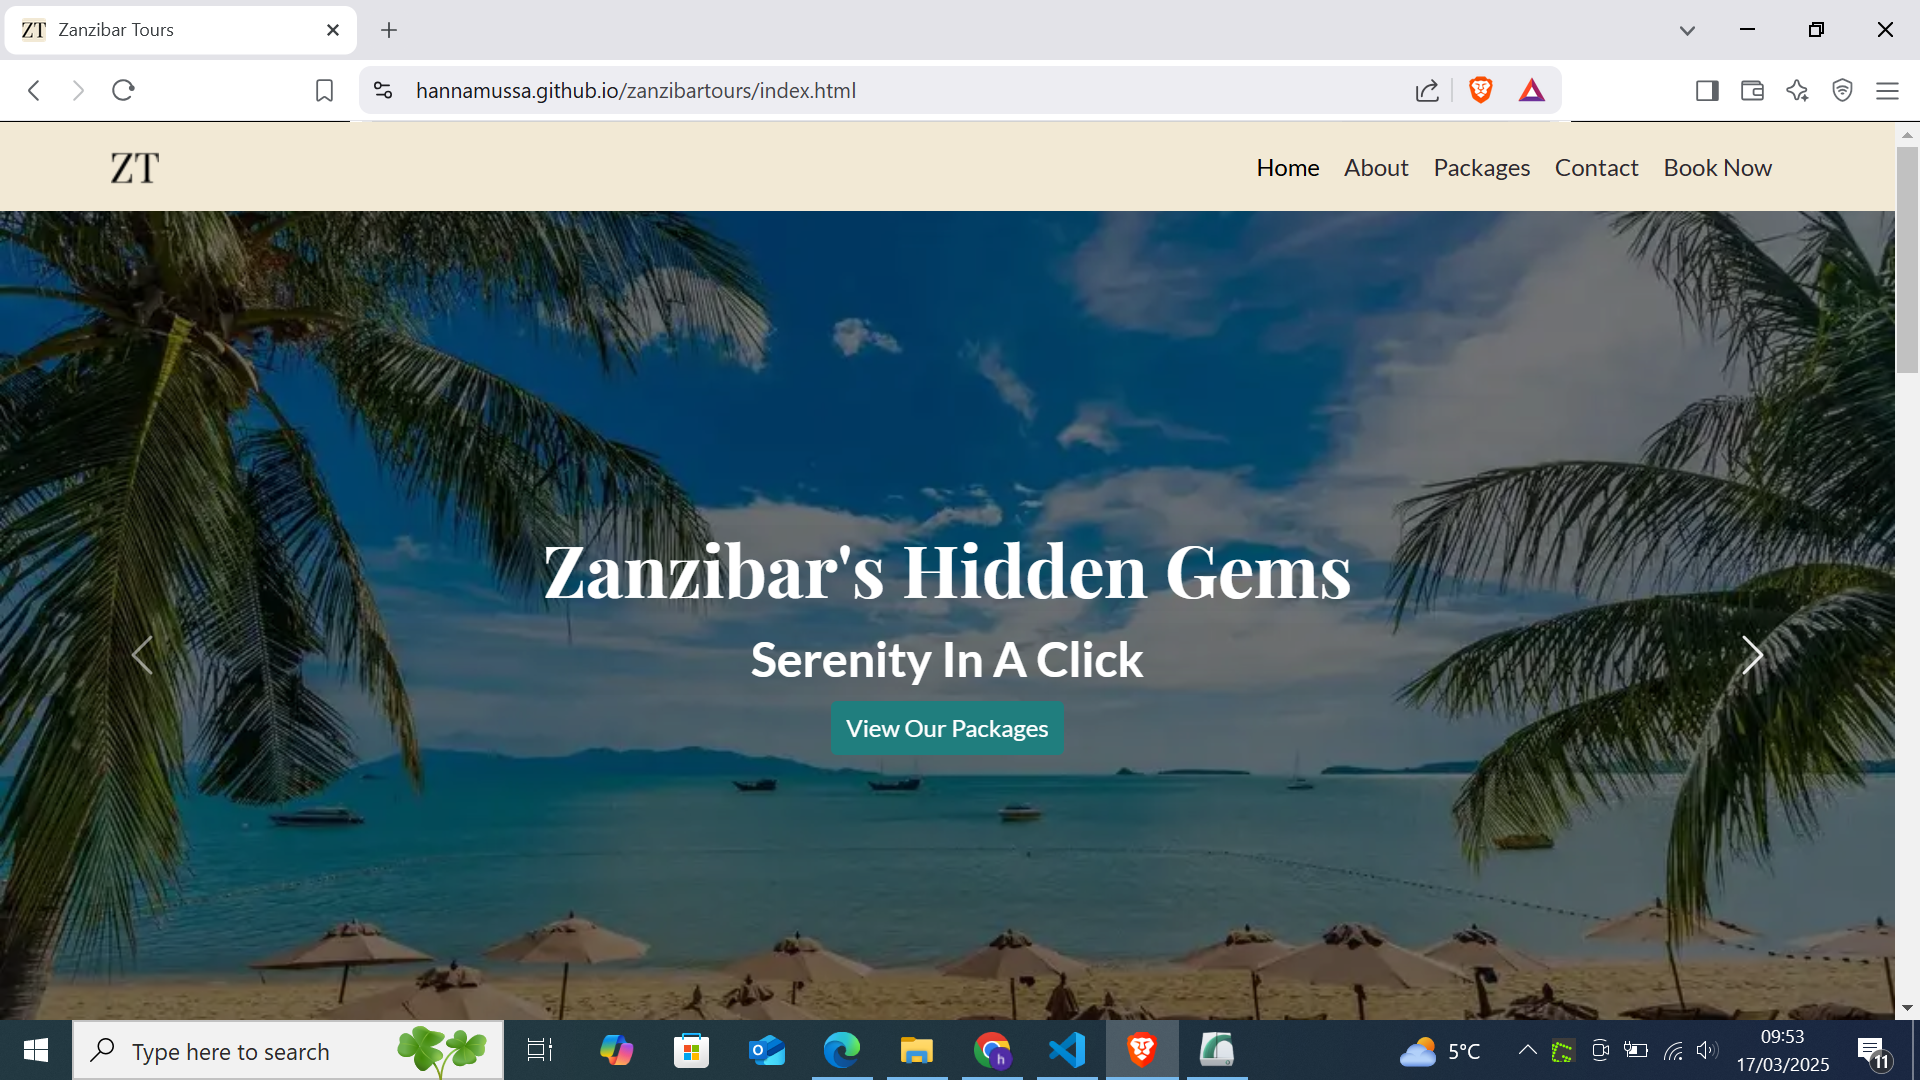 ZT Zanzibar Tours
hannamussa.github.io/zanzibartours/index.html
ZT
Home About Packages Contact Book Now
Zanzibar's Hidden Gems
Serenity In A Click
View Our Packages
Type here to search
h
5°C
09:53
17/03/2025
11